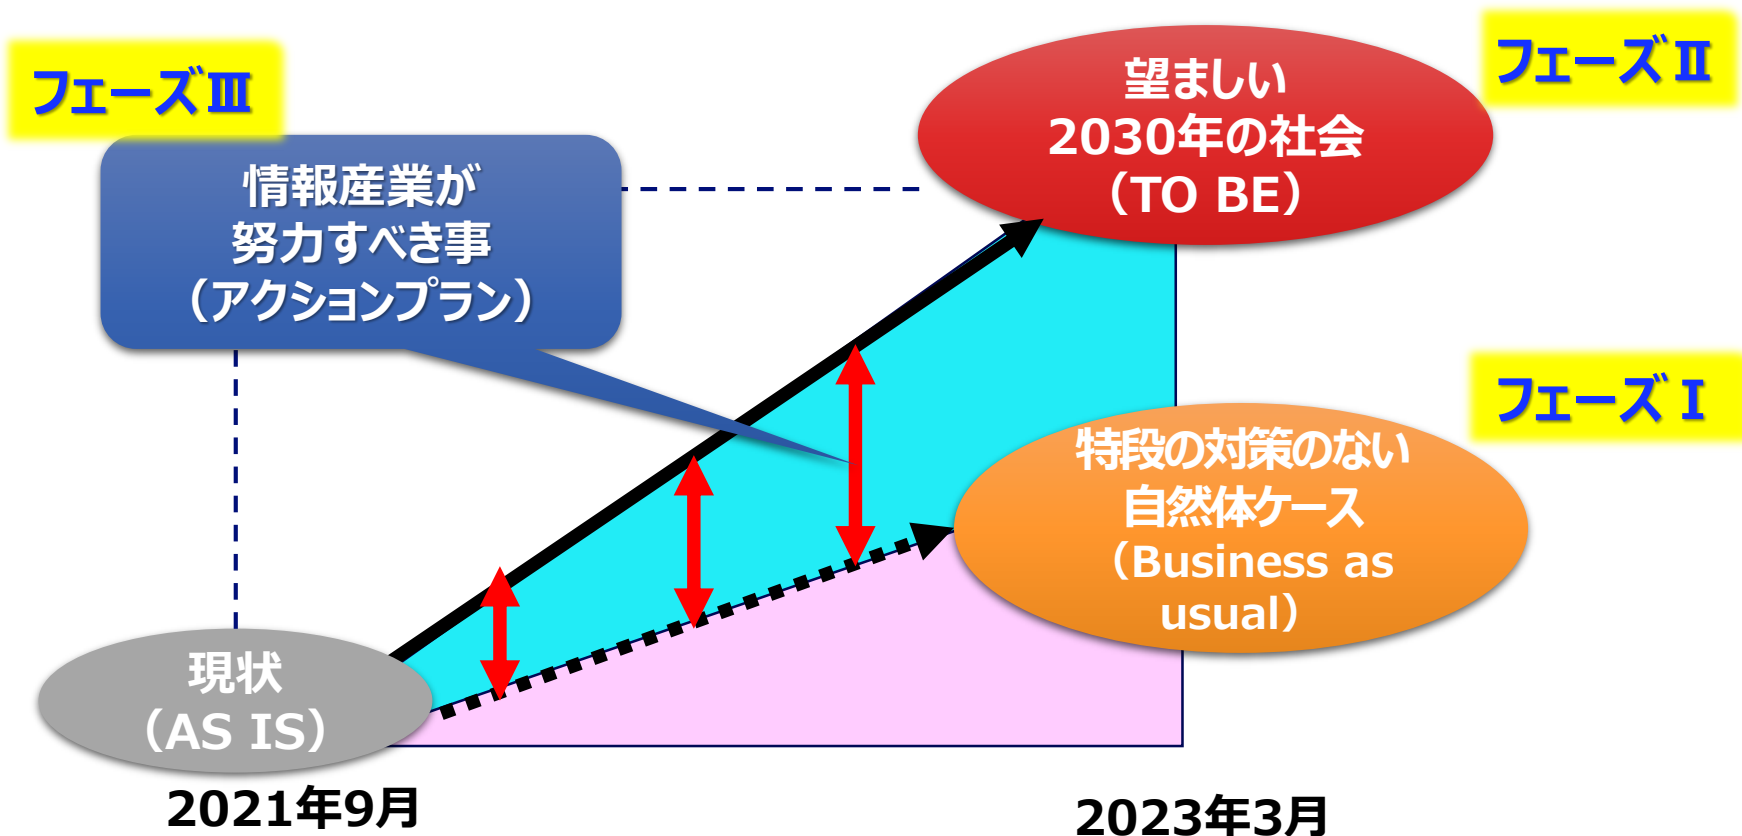 フェーズⅢ
情報産業が
努力すべき事
（アクションプラン）
望ましい
2030年の社会
（TO BE）
フェーズⅡ
フェーズⅠ
特段の対策のない
自然体ケース
（Business as
usual）
現状
（AS IS）
2021年9月
2023年3月